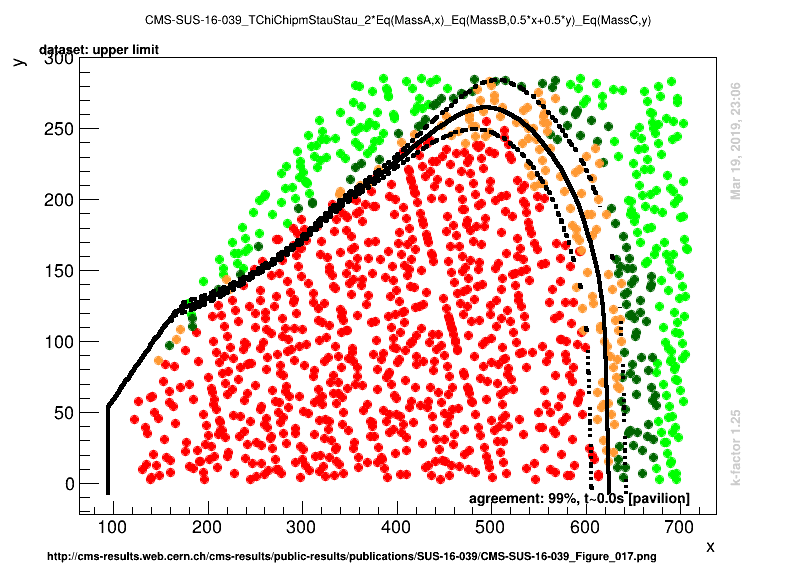 CMS-SUS-16-039_TChiChipmStauStau_2*Eq(MassA,x)_Eq(MassB,0.5*x+0.5*y)_Eq(MassC,y)
dataset: upper limit
y
300
250
200
150
100
50
0
100 200 300 400 500 600 700
x
agreement: 99%, t~0.0s [pavilion]
Mar 19, 2019, 23:06
k-factor 1.25
http://cms-results.web.cern.ch/cms-results/public-results/publications/SUS-16-039/CMS-SUS-16-039_Figure_017.png